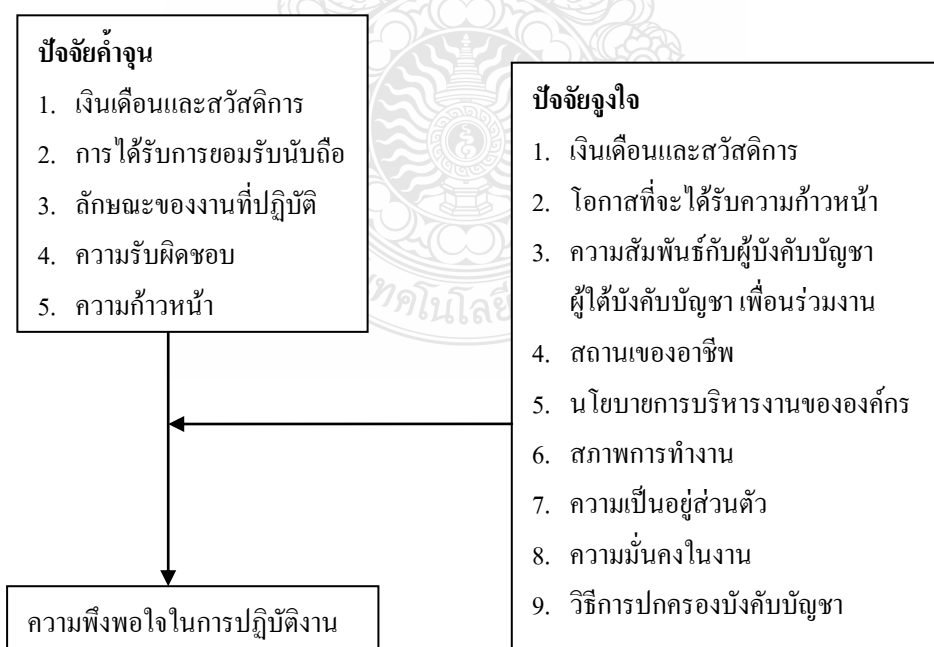 ปัจจัยค้ำจุน
1. เงินเดือนและสวัสดิการ
2. การได้รับการยอมรับนับถือ
3. ลักษณะของงานที่ปฏิบัติ
4. ความรับผิดชอบ
5. ความก้าวหน้า
ปัจจัยจูงใจ
1. เงินเดือนและสวัสดิการ
2. โอกาสที่จะได้รับความก้าวหน้า
3. ความสัมพันธ์กับผู้บังคับบัญชา
ผู้ใต้บังคับบัญชา เพื่อนร่วมงาน
4. สถานเของอาชีพ
5. นโยบายการบริหารงานขององค์กร
6. สภาพการทำงาน
7. ความเป็นอยู่ส่วนตัว
8. ความมั่นคงในงาน
9. วิธีการปกครองบังคับบัญชา
ความพึงพอใจในการปฏิบัติงาน